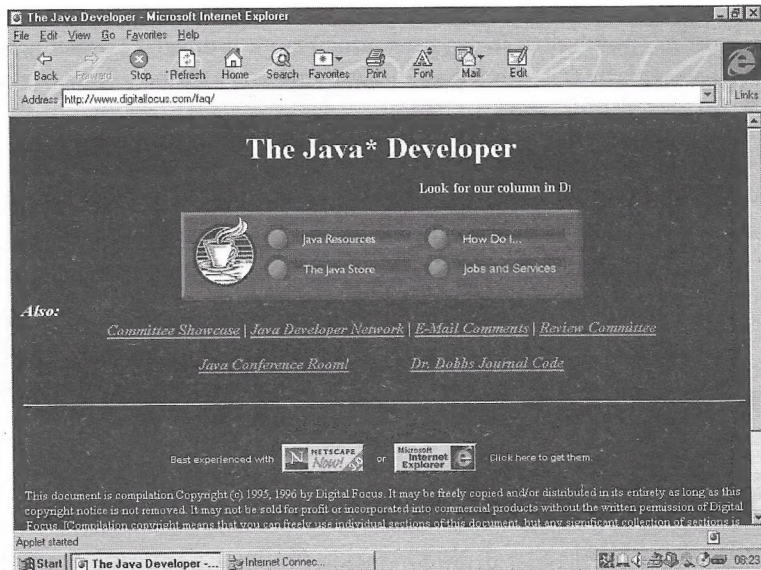 The Java Developer - Microsoft Internet Explorer
File Edit View Go Favorites Help
Back Forward Stop Refresh Home Search Favorites Print Font Mail Edit
Address http://www.digitalfocus.com/faq/ Links
The Java* Developer
Look for our column in D
Java Resources How Do I...
The Java Store Jobs and Services
Also:
Committee Showcase | Java Developer Network | E-Mail Comments | Review Committee
Java Conference Room! Dr. Dobbs Journal Code
Best experienced with NETSCAPE Now! 3.0 or Microsoft Internet Explorer Click here to get them.
This document is compilation Copyright (c) 1995, 1996 by Digital Focus. It may be freely copied and/or distributed in its entirety as long as this
copyright notice is not removed. It may not be sold for profit or incorporated into commercial products without the written permission of Digital
Focus. [Compilation copyright means that you can freely use individual sections of this document, but any significant collection of sections is
Applet started
Start The Java Developer -... Internet Connec... 08:23